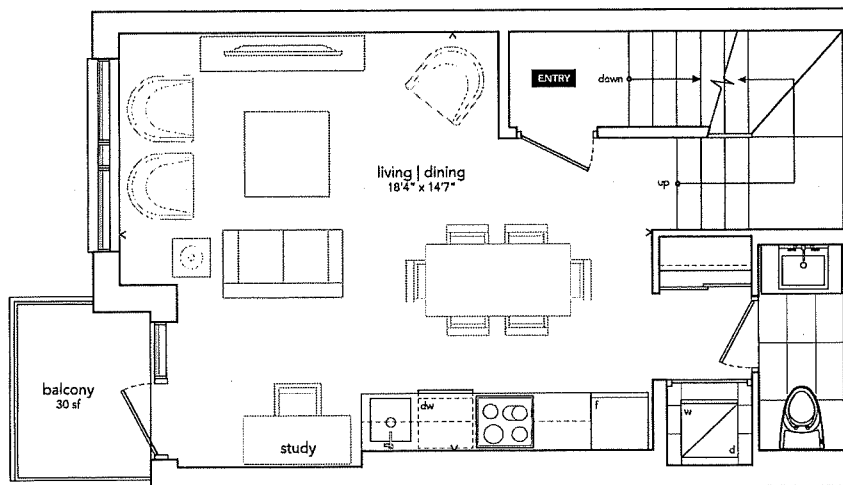 ENTRY
down
living | dining
18'4" x 14'7"
up
balcony
30 sf
study
dw
f
w
d